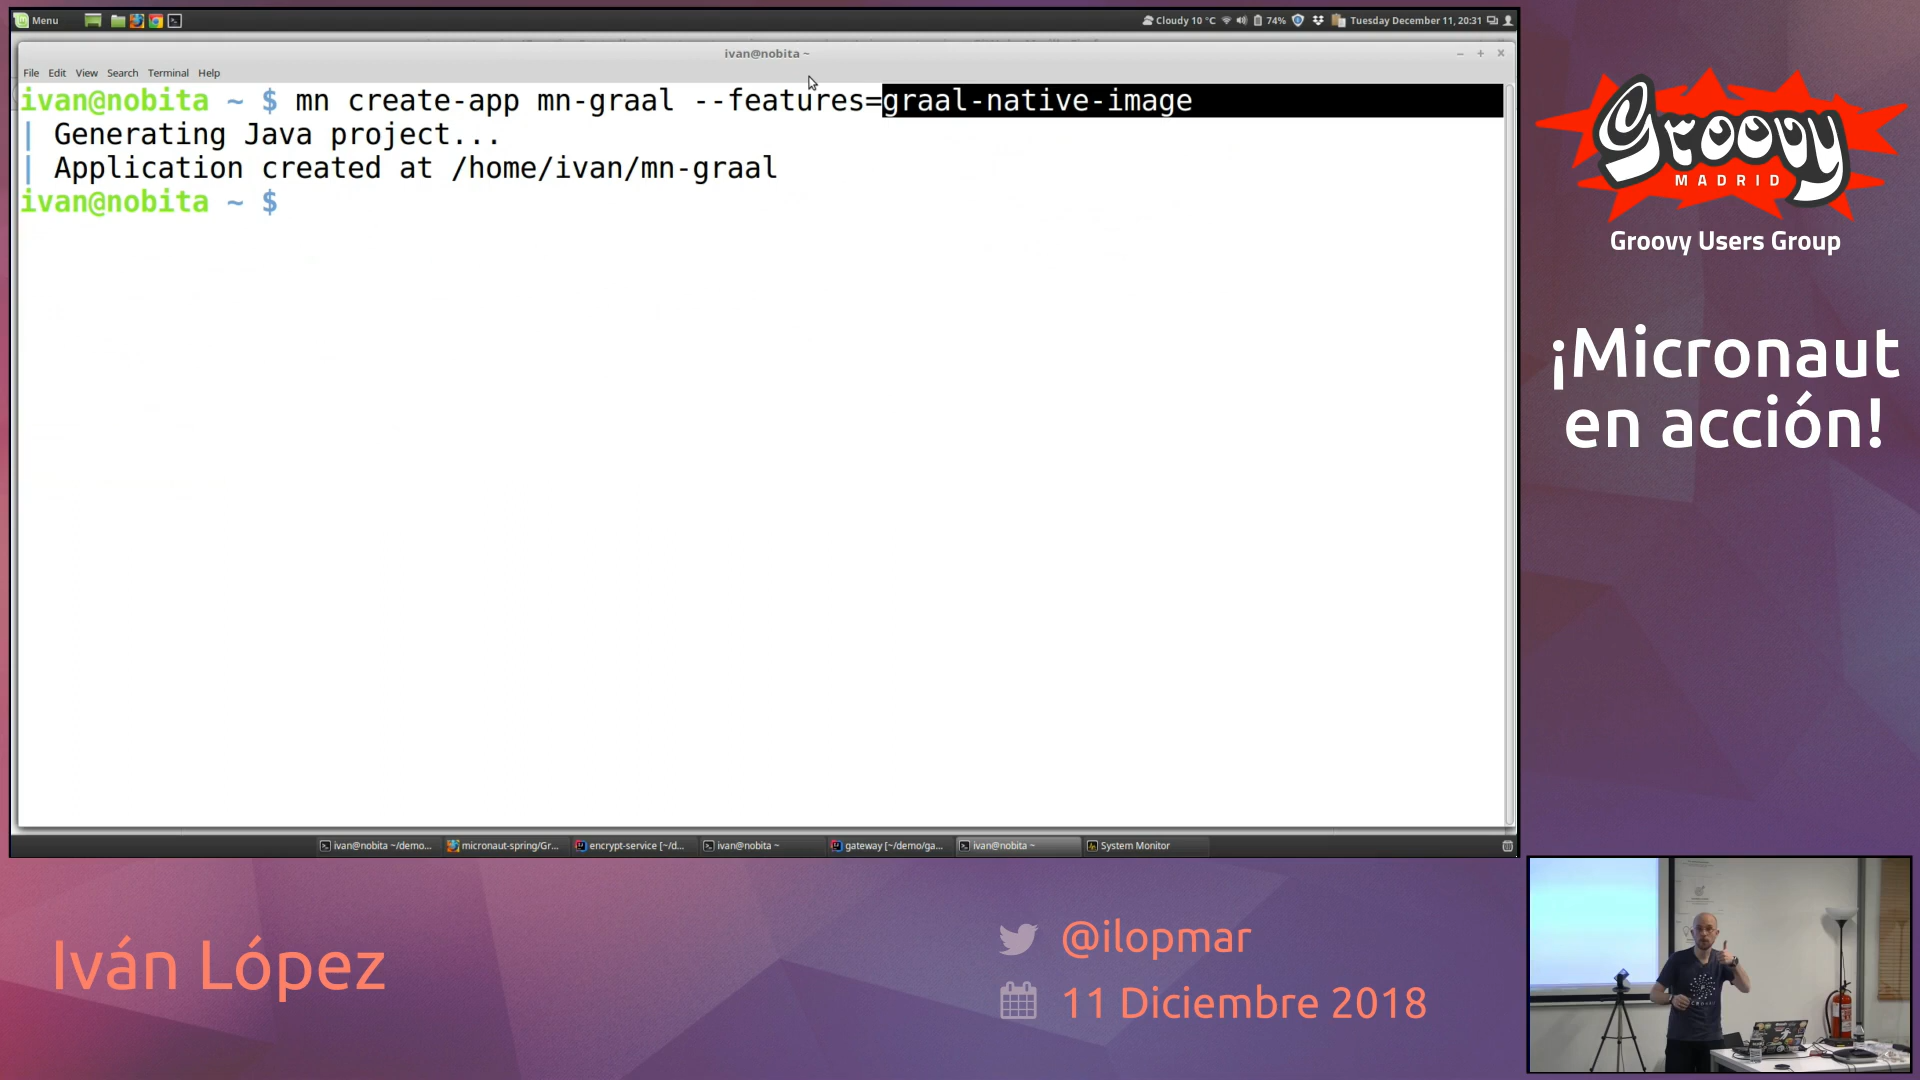 Menu
Cloudy 10 °C
74%
Tuesday December 11, 20:31
ivan@nobita ~
File Edit View Search Terminal Help
ivan@nobita ~ $ mn create-app mn-graal --features=graal-native-image
| Generating Java project...
| Application created at /home/ivan/mn-graal
ivan@nobita ~ $
ivan@nobita ~/demo...
micronaut-spring/Gr...
encrypt-service [~/d...
ivan@nobita ~
gateway [~/demo/ga...
ivan@nobita ~
System Monitor
Groovy
MADRID
Groovy Users Group
¡Micronaut
en acción!
Iván López
@ilopmar
11 Diciembre 2018